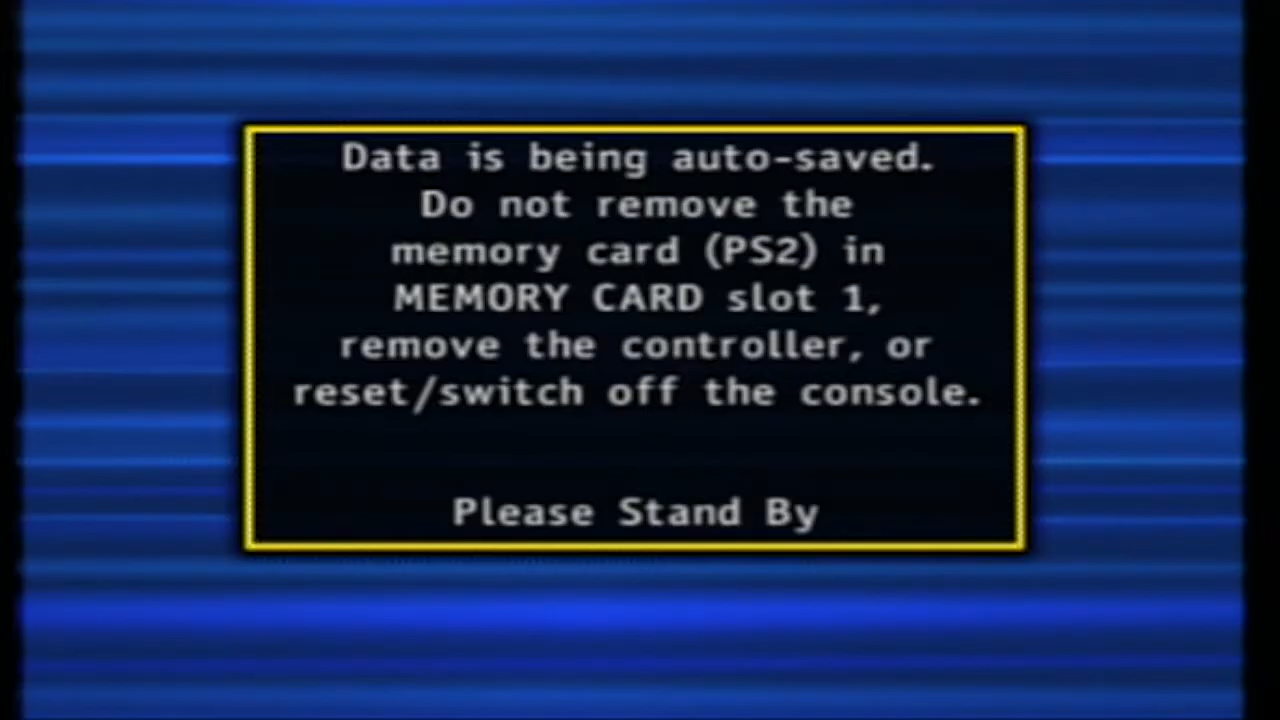 Data is being auto-saved.
Do not remove the
memory card (PS2) in
MEMORY CARD slot 1,
remove the controller, or
reset/switch off the console.
Please Stand By